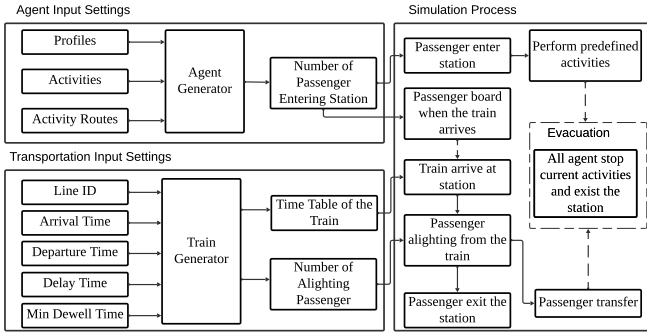 Agent Input Settings
Profiles
Activities
Activity Routes
Agent
Generator
Number of
Passenger
Entering Station
Transportation Input Settings
Line ID
Arrival Time
Departure Time
Delay Time
Min Dewell Time
Train
Generator
Time Table of the
Train
Number of
Alighting
Passenger
Simulation Process
Passenger enter
station
Perform predefined
activities
Passenger board
when the train
arrives
Train arrive at
station
Passenger
alighting from the
train
Passenger exit the
station
Evacuation
All agent stop
current activities
and exist the
station
Passenger transfer